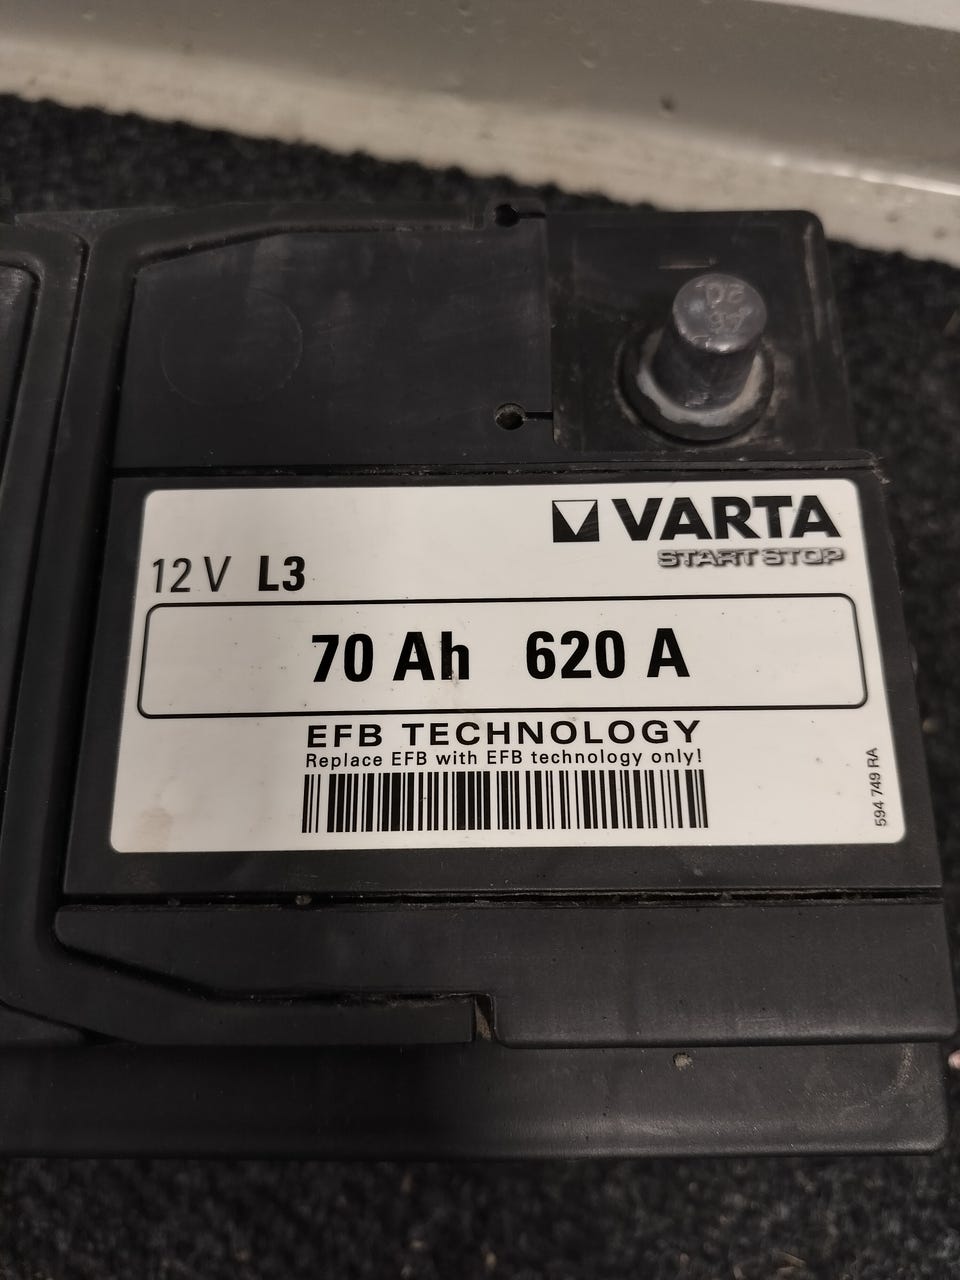 VARTA
START STOP
12 V L3
70 Ah 620 A
EFB TECHNOLOGY
Replace EFB with EFB technology only!
594 749 RA